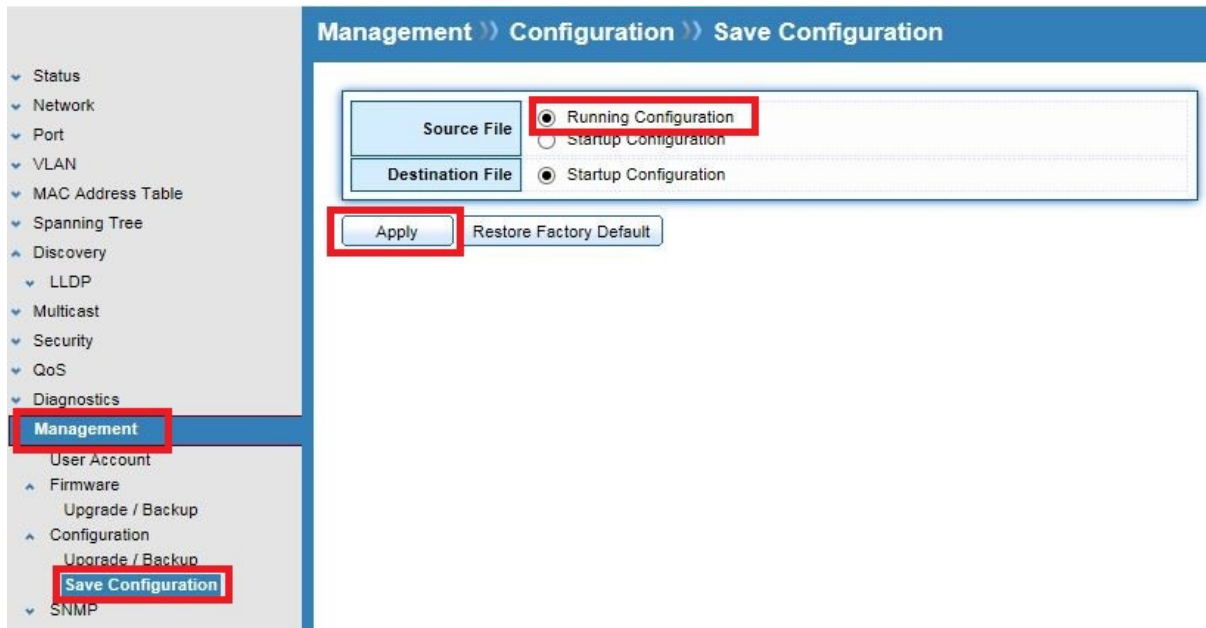 Management » Configuration » Save Configuration
Status
Network
Port
VLAN
MAC Address Table
Spanning Tree
Discovery
LLDP
Multicast
Security
QoS
Diagnostics
Management
User Account
Firmware
Upgrade / Backup
Configuration
Upgrade / Backup
Save Configuration
SNMP
Source File
Running Configuration
Startup Configuration
Destination File
Startup Configuration
Apply
Restore Factory Default